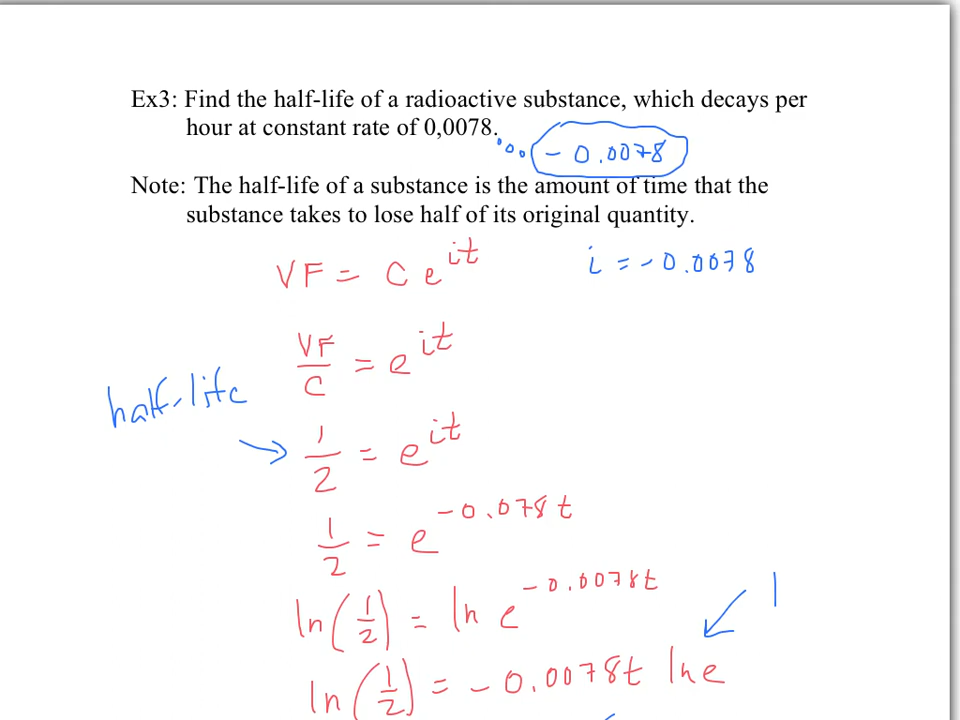 Ex3: Find the half-life of a radioactive substance, which decays per
hour at constant rate of 0,0078.
- 0.0078
Note: The half-life of a substance is the amount of time that the
substance takes to lose half of its original quantity.
VF = C e^{it}
i = - 0.0078
VF/C = e^{it}
half-life
1/2 = e^{it}
1/2 = e^{-0.078t}
ln(1/2) = ln e^{-0.0078t}
1
ln(1/2) = -0.0078t ln e